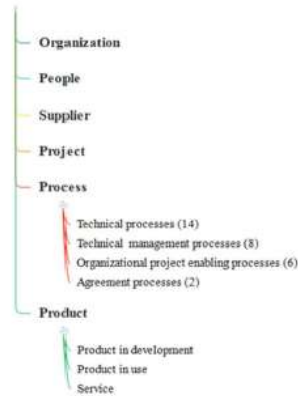 Organization
People
Supplier
Project
Process
Technical processes (14)
Technical management processes (8)
Organizational project enabling processes (6)
Agreement processes (2)
Product
Product in development
Product in use
Service